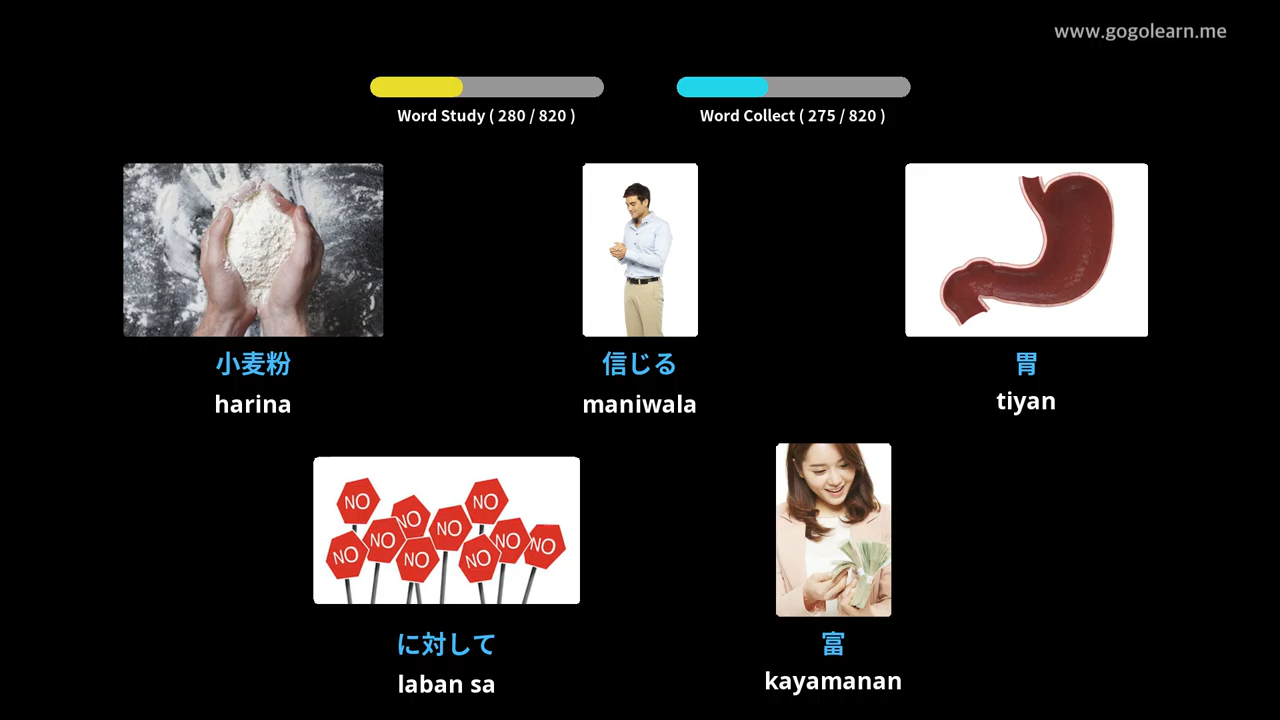 www.gogolearn.me
Word Study ( 280 / 820 )
Word Collect ( 275 / 820 )
小麦粉
harina
信じる
maniwala
胃
tiyan
NO
NO
NO
NO
NO
NO
NO
NO
NO
NO
に対して
laban sa
富
kayamanan